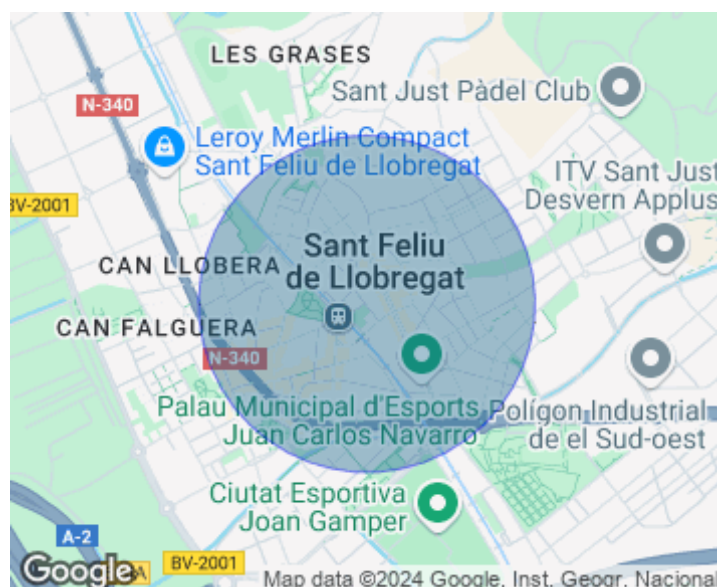 LES GRASES
Sant Just Pàdel Club
N-340
Leroy Merlin Compact
Sant Feliu de Llobregat
ITV Sant Just
Desvern Applus
BV-2001
Sant Feliu
de Llobregat
CAN LLOBERA
CAN FALGUERA
N-340
Palau Municipal d'Esports
Juan Carlos Navarro
Polígon Industrial
de el Sud-oest
Ciutat Esportiva
Joan Gamper
A-2
BV-2001
Google
Map data ©2024 Google, Inst. Geogr. Nacional